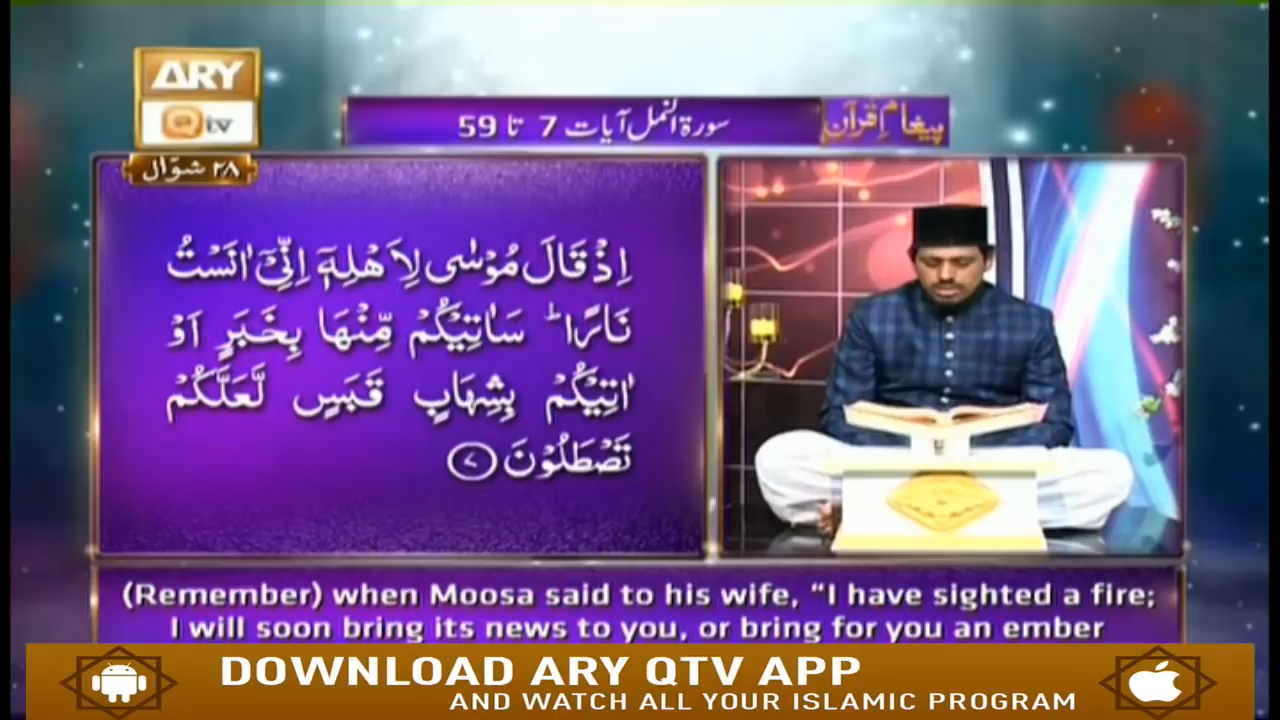 ARY
Qtv
سورۃ النمل آیات 7 تا 59
پیغامِ قرآن
۲۸ شوّال
اِذْ قَالَ مُوْسٰى لِاَهْلِهٖۤ اِنِّیْۤ اٰنَسْتُ
نَارًاؕ سَاٰتِیْكُمْ مِّنْهَا بِخَبَرٍ اَوْ
اٰتِیْكُمْ بِشِهَابٍ قَبَسٍ لَّعَلَّكُمْ
تَصْطَلُوْنَ ۷
(Remember) when Moosa said to his wife, “I have sighted a fire;
I will soon bring its news to you, or bring for you an ember
DOWNLOAD ARY QTV APP
AND WATCH ALL YOUR ISLAMIC PROGRAM